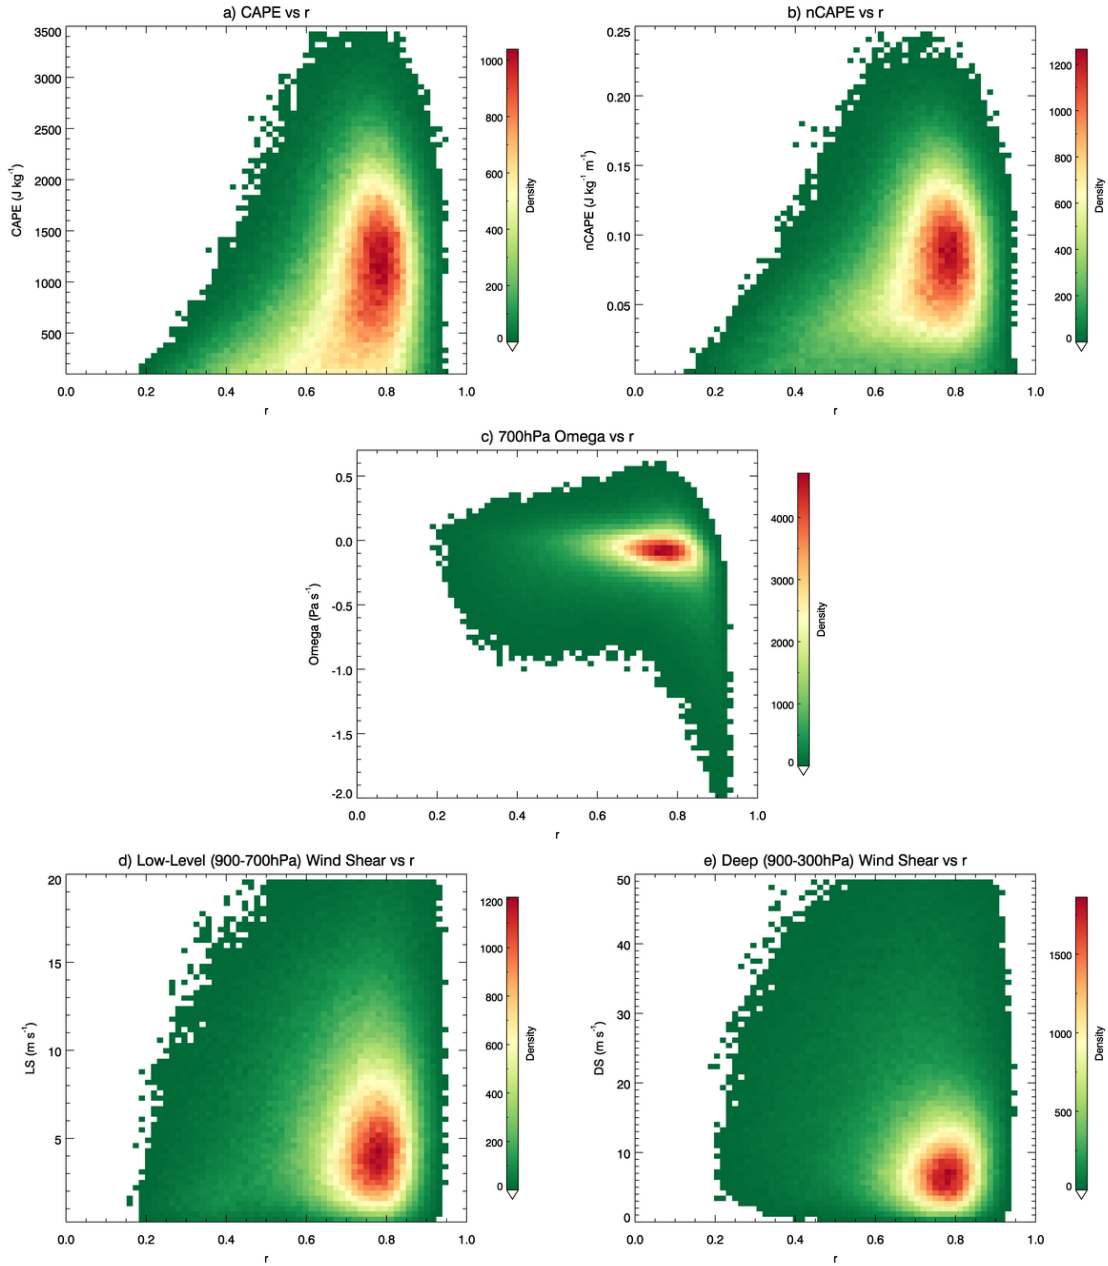 a) CAPE vs r
3500
3000
2500
2000
1500
1000
500
CAPE (J kg⁻¹)
0.0 0.2 0.4 0.6 0.8 1.0
r
1000
800
600
400
200
0
Density
b) nCAPE vs r
0.25
0.20
0.15
0.10
0.05
nCAPE (J kg⁻¹ m⁻¹)
0.0 0.2 0.4 0.6 0.8 1.0
r
1200
1000
800
600
400
200
0
Density
c) 700hPa Omega vs r
0.5
0.0
-0.5
-1.0
-1.5
-2.0
Omega (Pa s⁻¹)
0.0 0.2 0.4 0.6 0.8 1.0
r
4000
3000
2000
1000
0
Density
d) Low-Level (900-700hPa) Wind Shear vs r
20
15
10
5
LS (m s⁻¹)
0.0 0.2 0.4 0.6 0.8 1.0
r
1200
1000
800
600
400
200
0
Density
e) Deep (900-300hPa) Wind Shear vs r
50
40
30
20
10
0
DS (m s⁻¹)
0.0 0.2 0.4 0.6 0.8 1.0
r
1500
1000
500
0
Density